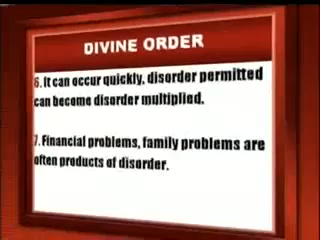 DIVINE ORDER
6. It can occur quickly, disorder permitted
can become disorder multiplied.
7. Financial problems, family problems are
often products of disorder.